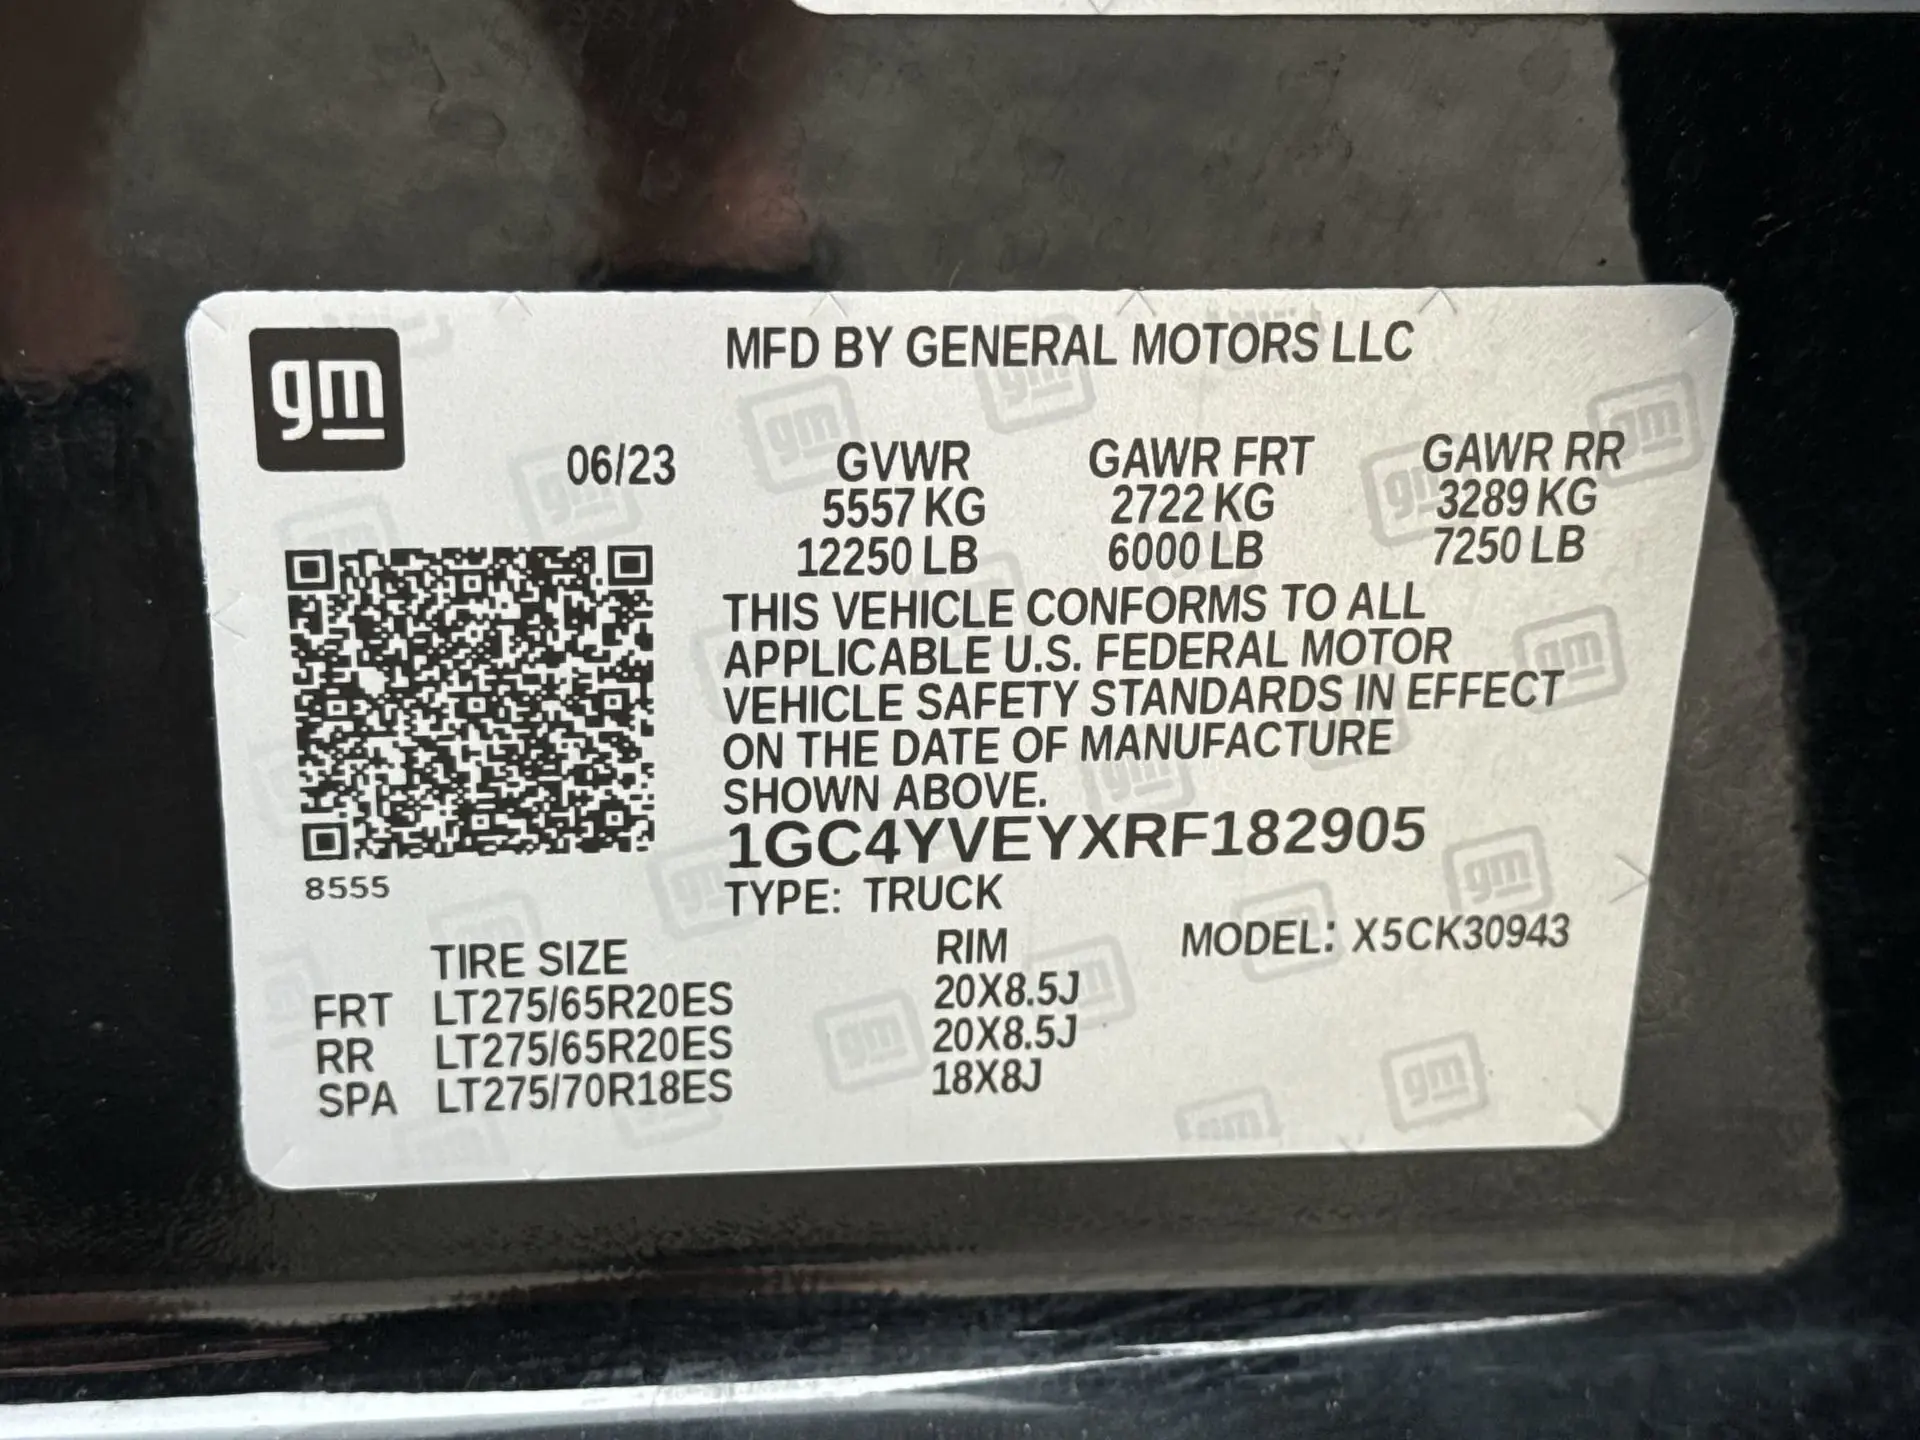 gm
MFD BY GENERAL MOTORS LLC
06/23
GVWR GAWR FRT GAWR RR
5557 KG 2722 KG 3289 KG
12250 LB 6000 LB 7250 LB
THIS VEHICLE CONFORMS TO ALL
APPLICABLE U.S. FEDERAL MOTOR
VEHICLE SAFETY STANDARDS IN EFFECT
ON THE DATE OF MANUFACTURE
SHOWN ABOVE.
1GC4YVEYXRF182905
8555
TYPE: TRUCK
TIRE SIZE RIM MODEL: X5CK30943
FRT LT275/65R20ES 20X8.5J
RR LT275/65R20ES 20X8.5J
SPA LT275/70R18ES 18X8J